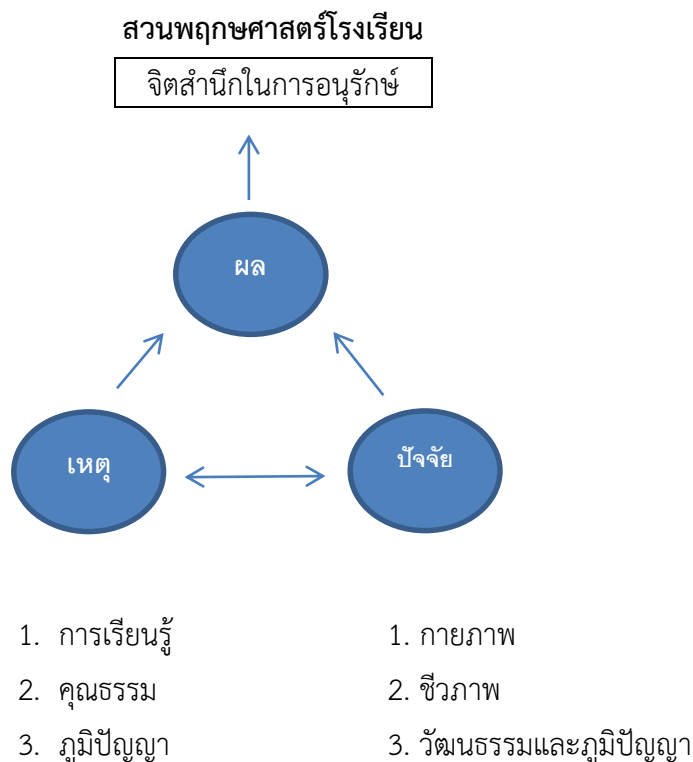 สวนพฤกษศาสตร์โรงเรียน
จิตสำนึกในการอนุรักษ์
ผล
เหตุ
ปัจจัย
1. การเรียนรู้
1. กายภาพ
2. คุณธรรม
2. ชีวภาพ
3. ภูมิปัญญา
3. วัฒนธรรมและภูมิปัญญา